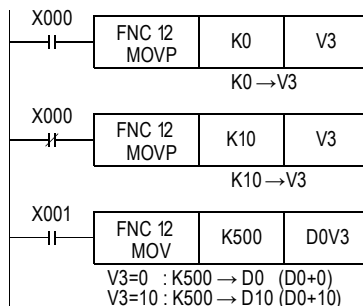 X000
FNC 12 MOVP K0 V3
K0→V3
X000
FNC 12 MOVP K10 V3
K10→V3
X001
FNC 12 MOV K500 D0V3
V3=0 : K500 → D0 (D0+0)
V3=10 : K500 → D10 (D0+10)